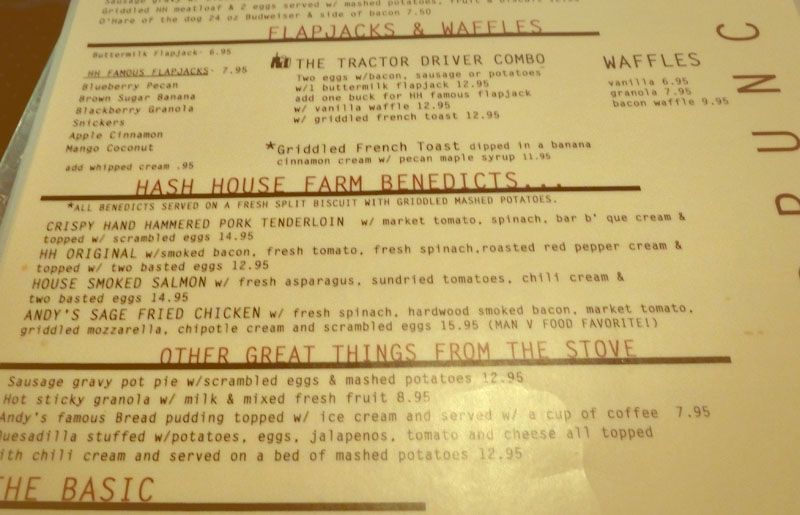 Griddled HH meatloaf & 2 eggs served w/ mashed potatoes, fruit & biscuit
O'Hare of the dog 24 oz Budweiser & side of bacon 7.50
FLAPJACKS & WAFFLES
Buttermilk Flapjack- 6.95
HH FAMOUS FLAPJACKS- 7.95
Blueberry Pecan
Brown Sugar Banana
Blackberry Granola
Snickers
Apple Cinnamon
Mango Coconut
add whipped cream .95
THE TRACTOR DRIVER COMBO
Two eggs w/bacon, sausage or potatoes
w/1 buttermilk flapjack 12.95
add one buck for HH famous flapjack
w/ vanilla waffle 12.95
w/ griddled french toast 12.95
*Griddled French Toast dipped in a banana
cinnamon cream w/ pecan maple syrup 11.95
WAFFLES
vanilla 6.95
granola 7.95
bacon waffle 9.95
HASH HOUSE FARM BENEDICTS...
*ALL BENEDICTS SERVED ON A FRESH SPLIT BISCUIT WITH GRIDDLED MASHED POTATOES.
CRISPY HAND HAMMERED PORK TENDERLOIN w/ market tomato, spinach, bar b' que cream &
topped w/ scrambled eggs 14.95
HH ORIGINAL w/smoked bacon, fresh tomato, fresh spinach,roasted red pepper cream &
topped w/ two basted eggs 12.95
HOUSE SMOKED SALMON w/ fresh asparagus, sundried tomatoes, chili cream &
two basted eggs 14.95
ANDY'S SAGE FRIED CHICKEN w/ fresh spinach, hardwood smoked bacon, market tomato,
griddled mozzarella, chipotle cream and scrambled eggs 15.95 (MAN V FOOD FAVORITE!)
OTHER GREAT THINGS FROM THE STOVE
Sausage gravy pot pie w/scrambled eggs & mashed potatoes 12.95
Hot sticky granola w/ milk & mixed fresh fruit 8.95
Andy's famous Bread pudding topped w/ ice cream and served w/ a cup of coffee 7.95
Quesadilla stuffed w/potatoes, eggs, jalapenos, tomato and cheese all topped
with chili cream and served on a bed of mashed potatoes 12.95
THE BASIC
UNC